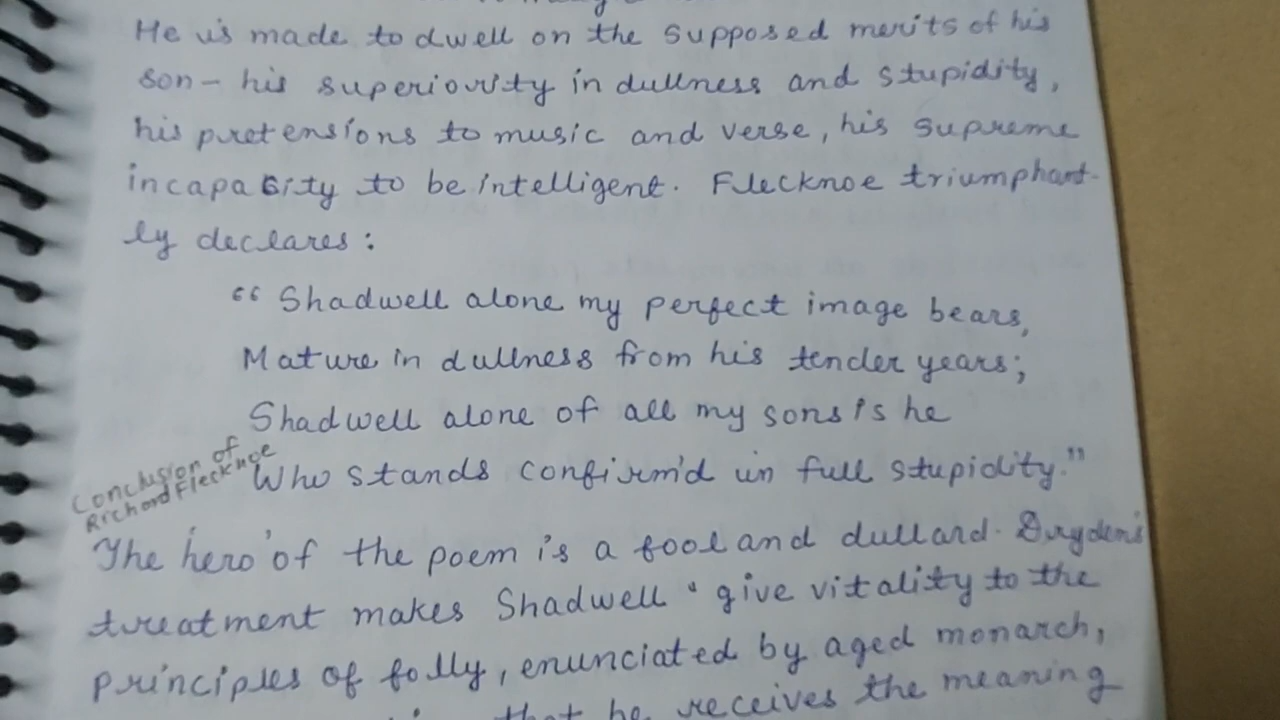 He is made to dwell on the supposed merits of his
son - his superiority in dullness and stupidity,
his pretensions to music and verse, his supreme
incapacity to be intelligent. Flecknoe triumphant-
ly declares:
“ Shadwell alone my perfect image bears,
Mature in dullness from his tender years;
Shadwell alone of all my sons is he
Who stands confirm'd in full stupidity."
Conclusion of
Richard Flecknoe
The hero of the poem is a fool and dullard. Dryden's
treatment makes Shadwell ' give vitality to the
principles of folly, enunciated by aged monarch,
that he receives the meaning